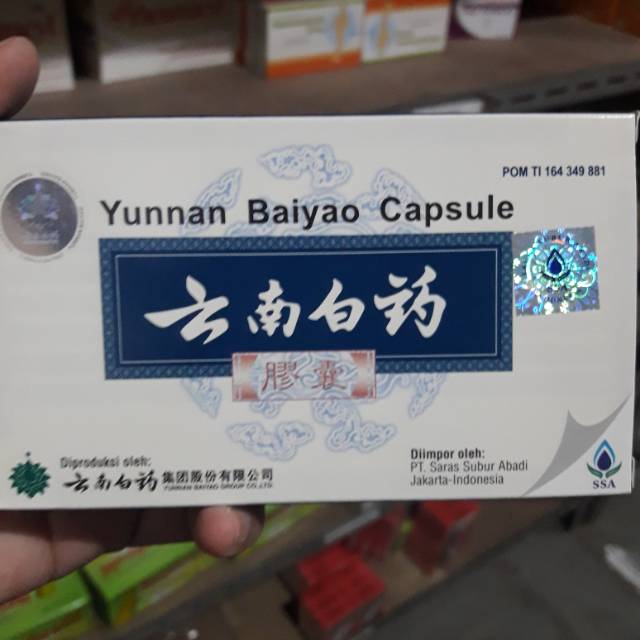 POM TI 164 349 881
Yunnan Baiyao Capsule
云南白药
膠囊
Diproduksi oleh:
云南白药 集团股份有限公司
YUNNAN BAIYAO GROUP CO.,LTD.
Diimpor oleh:
PT. Saras Subur Abadi
Jakarta-Indonesia
SSA